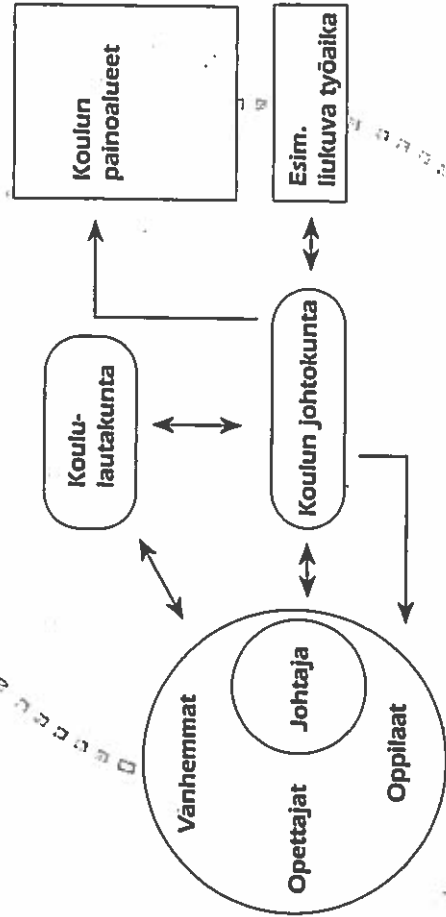 Koulu-
lautakunta
Koulun
painoalueet
Vanhemmat
Opettajat
Johtaja
Oppilaat
Koulun johtokunta
Esim.
liukuva työaika